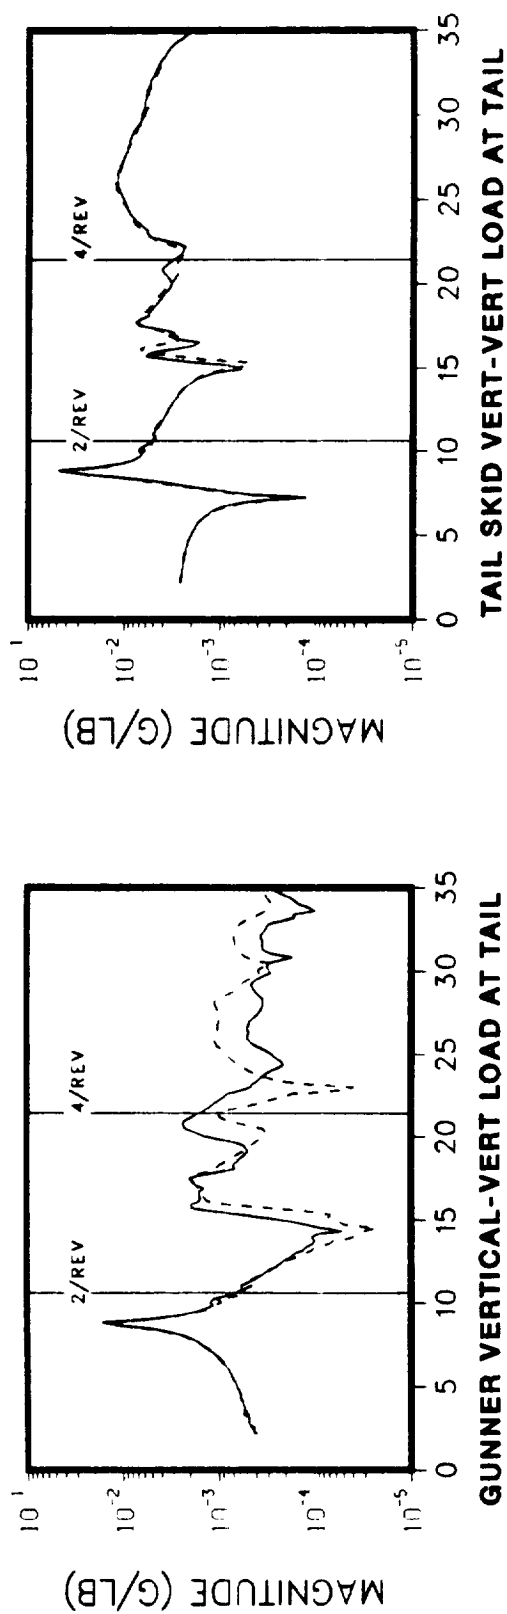 MAGNITUDE (G/LB)
10⁻¹
10⁻²
10⁻³
10⁻⁴
10⁻⁵
2/REV
4/REV
0 5 10 15 20 25 30 35
GUNNER VERTICAL-VERT LOAD AT TAIL
MAGNITUDE (G/LB)
10⁻¹
10⁻²
10⁻³
10⁻⁴
10⁻⁵
2/REV
4/REV
0 5 10 15 20 25 30 35
TAIL SKID VERT-VERT LOAD AT TAIL